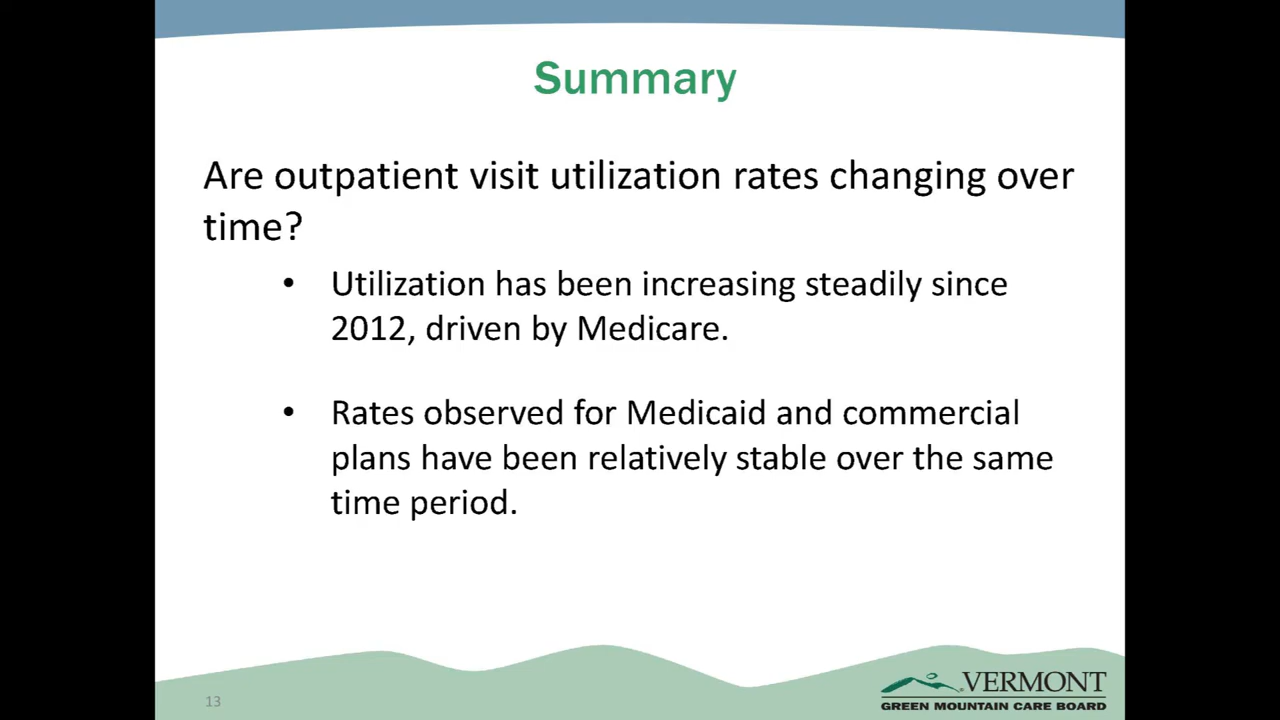 Summary
Are outpatient visit utilization rates changing over
time?
• Utilization has been increasing steadily since
2012, driven by Medicare.
• Rates observed for Medicaid and commercial
plans have been relatively stable over the same
time period.
13
VERMONT
GREEN MOUNTAIN CARE BOARD